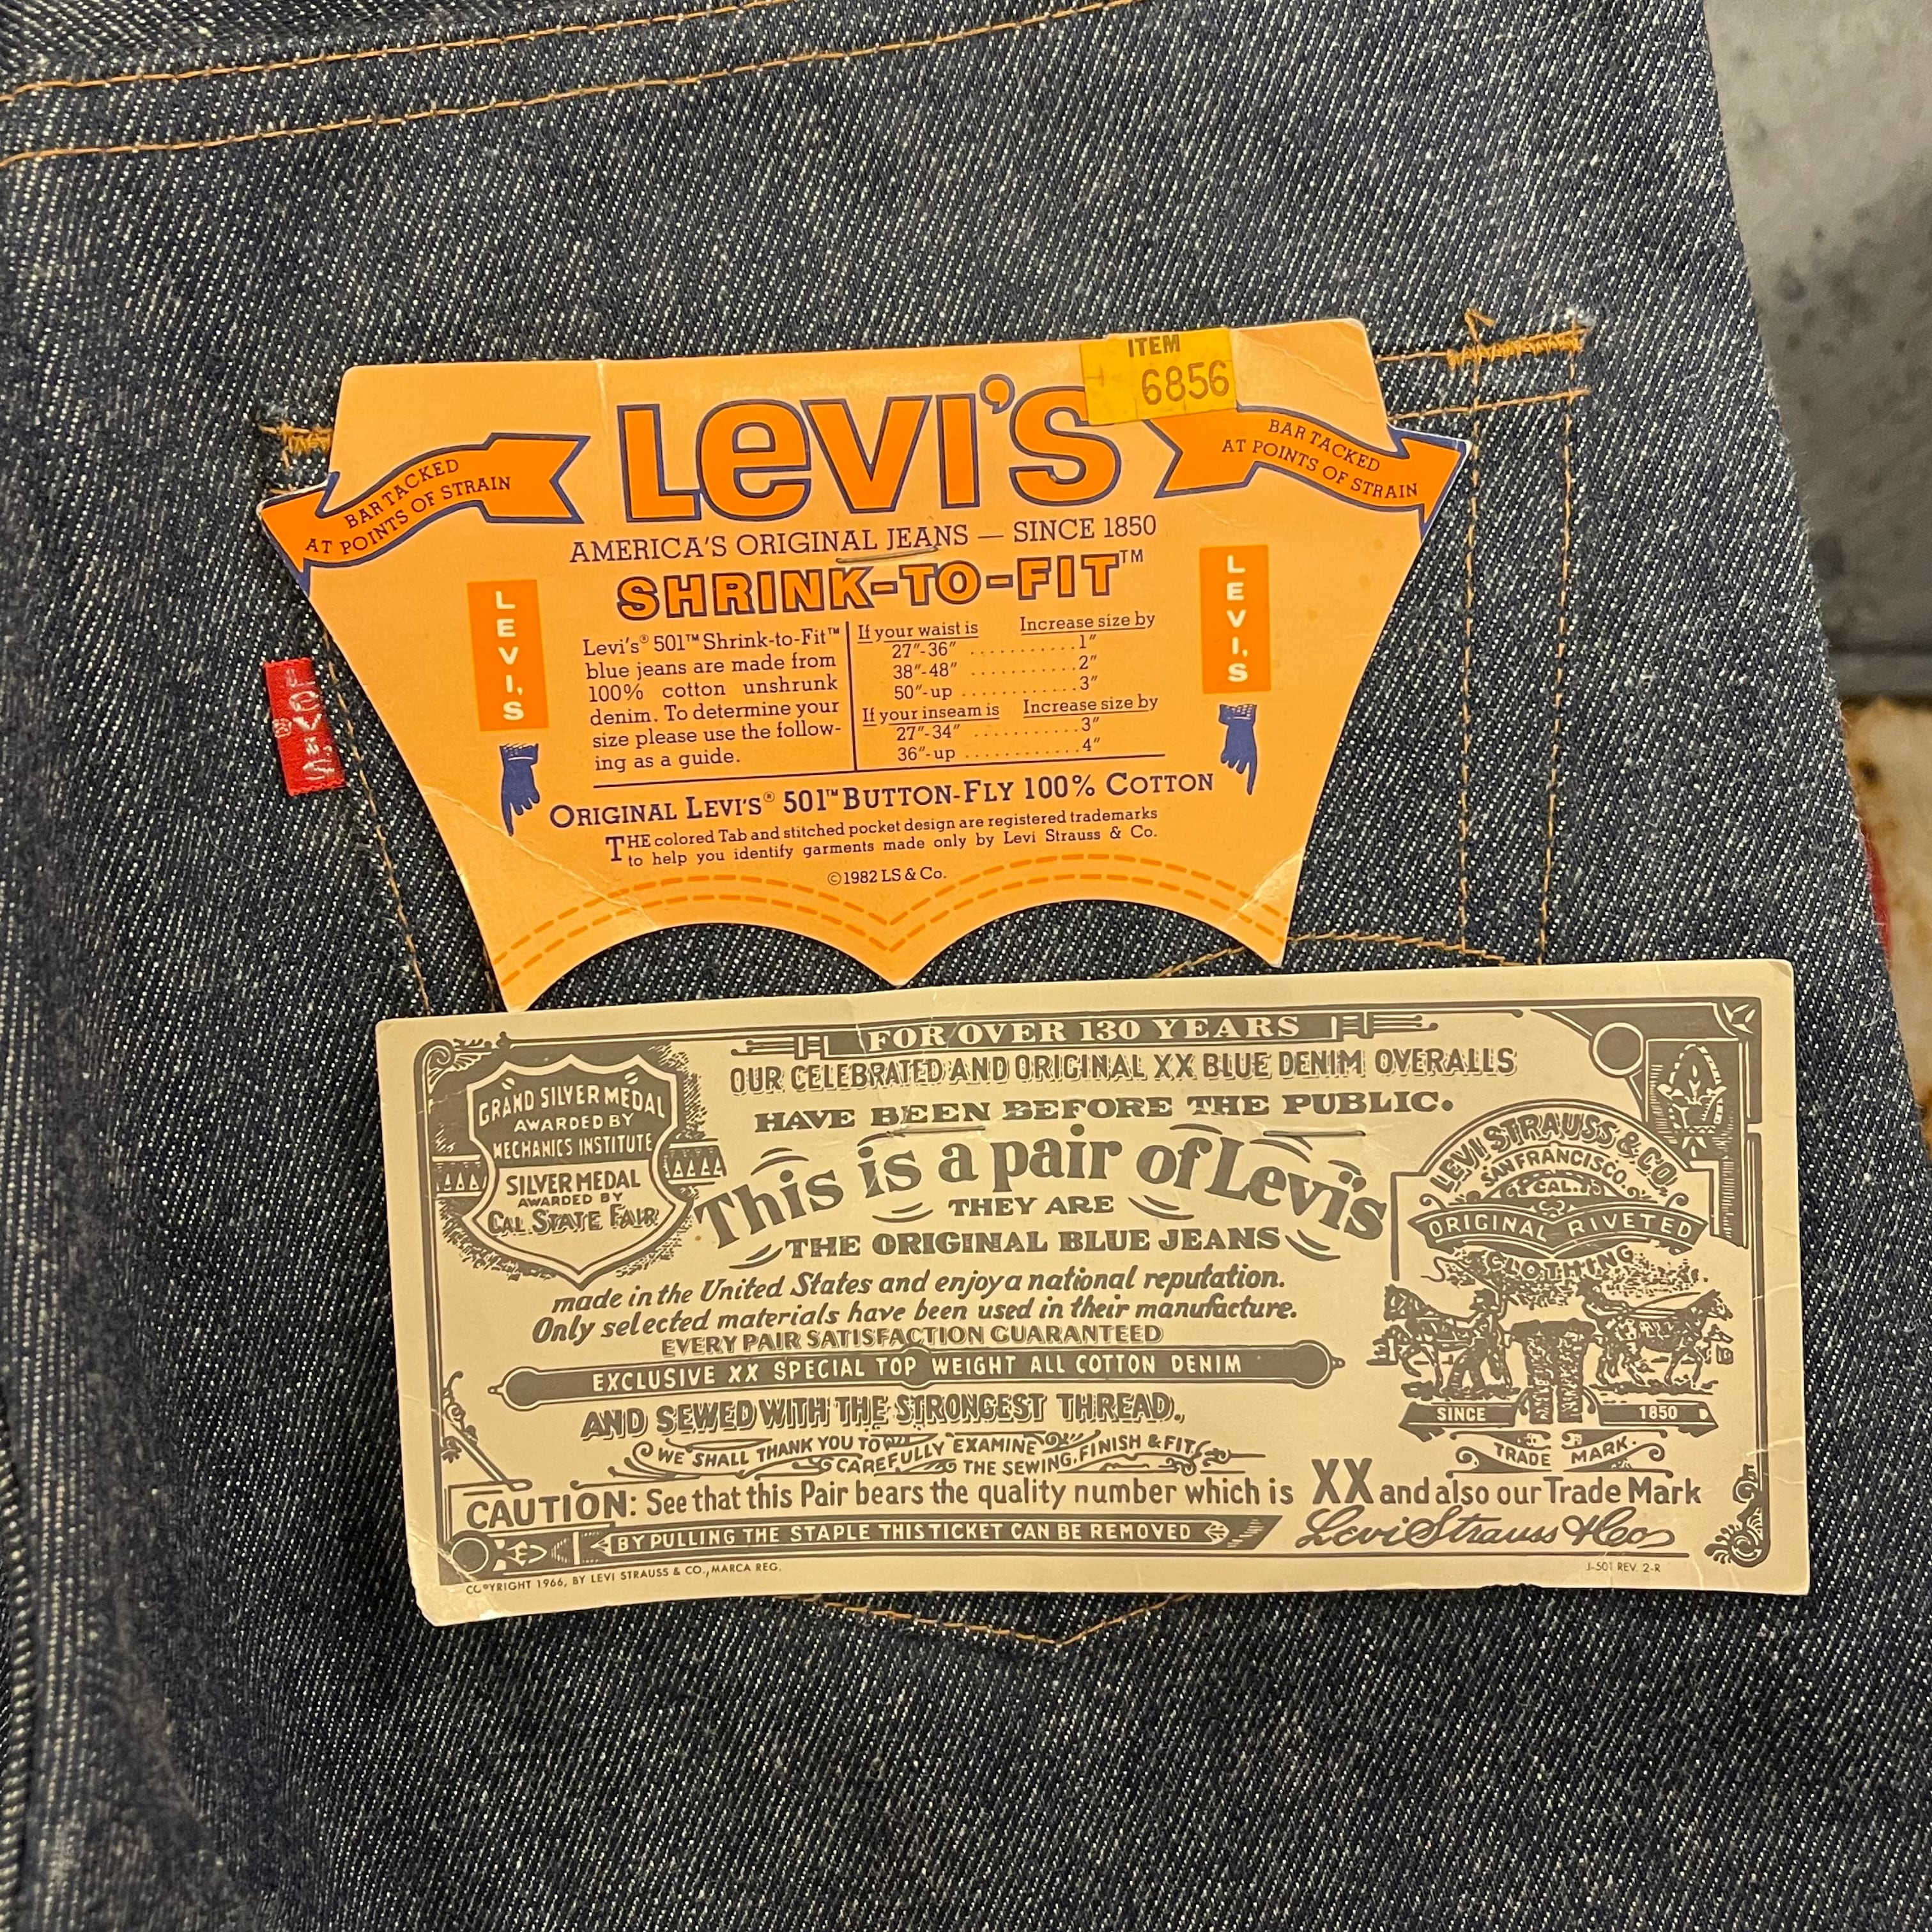 ITEM
6856
LEVI'S
BAR TACKED
AT POINTS OF STRAIN
BAR TACKED
AT POINTS OF STRAIN
AMERICA'S ORIGINAL JEANS — SINCE 1850
SHRINK-TO-FIT™
LEVI'S
LEVI'S
Levi's® 501™ Shrink-to-Fit™
blue jeans are made from
100% cotton unshrunk
denim. To determine your
size please use the follow-
ing as a guide.
If your waist is Increase size by
27"-36" ........... 1"
38"-48" ........... 2"
50"-up ........... 3"
If your inseam is Increase size by
27"-34" ........... 3"
36"-up ........... 4"
ORIGINAL LEVI'S® 501™ BUTTON-FLY 100% COTTON
THE colored Tab and stitched pocket design are registered trademarks
to help you identify garments made only by Levi Strauss & Co.
©1982 LS & Co.
LEVI'S
®
FOR OVER 130 YEARS
OUR CELEBRATED AND ORIGINAL XX BLUE DENIM OVERALLS
HAVE BEEN BEFORE THE PUBLIC.
This is a pair of Levi's
THEY ARE
THE ORIGINAL BLUE JEANS
made in the United States and enjoy a national reputation.
Only selected materials have been used in their manufacture.
EVERY PAIR SATISFACTION GUARANTEED
EXCLUSIVE XX SPECIAL TOP WEIGHT ALL COTTON DENIM
AND SEWED WITH THE STRONGEST THREAD.
WE SHALL THANK YOU TO CAREFULLY EXAMINE THE SEWING, FINISH & FIT
GRAND SILVER MEDAL
AWARDED BY
MECHANICS INSTITUTE
SILVER MEDAL
AWARDED BY
CAL. STATE FAIR
LEVI STRAUSS & CO.
SAN FRANCISCO.
CAL.
ORIGINAL RIVETED
CLOTHING
SINCE 1850
TRADE MARK.
CAUTION: See that this Pair bears the quality number which is XX and also our Trade Mark
BY PULLING THE STAPLE THIS TICKET CAN BE REMOVED
Levi Strauss & Co
COPYRIGHT 1966, BY LEVI STRAUSS & CO., MARCA REG.
J-501 REV. 2-R